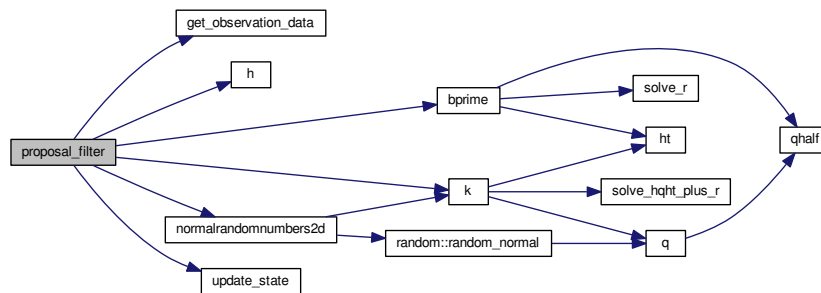 get_observation_data
h
bprime
solve_r
proposal_filter
ht
qhalf
k
solve_hqht_plus_r
normalrandomnumbers2d
random::random_normal
q
update_state